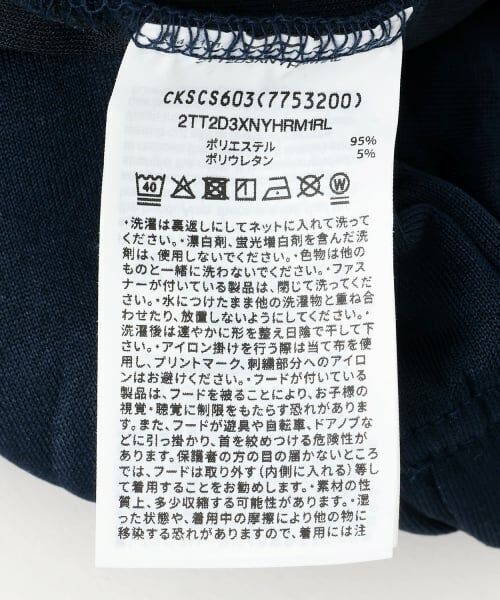 CKSCS603(7753200)
2TT2D3XNYHRM1RL
ポリエステル 95%
ポリウレタン 5%
40 W
・洗濯は裏返しにしてネットに入れて洗って
ください。・漂白剤、蛍光増白剤を含んだ洗
剤は、使用しないでください。・色物は他の
ものと一緒に洗わないでください。・ファス
ナーが付いている製品は、閉じて洗ってくだ
さい。・水につけたまま他の洗濯物と重ね合
わせたり、放置しないようにしてください。・
洗濯後は速やかに形を整え日陰で干して下
さい。・アイロン掛けを行う際は当て布を使
用し、プリントマーク、刺繍部分へのアイロ
ンはお避けください。・フードが付いている
製品は、フードを被ることにより、お子様の
視覚・聴覚に制限をもたらす恐れがありま
す。また、フードが遊具や自転車、ドアノブな
どに引っ掛かり、首を絞めつける危険性が
あります。保護者の方の目の届かないところ
では、フードは取り外す(内側に入れる)等し
て着用することをお勧めします。・素材の性
質上、多少収縮する可能性があります。・湿
った状態や、着用中の摩擦により他の物に
移染する恐れがありますので、着用には注